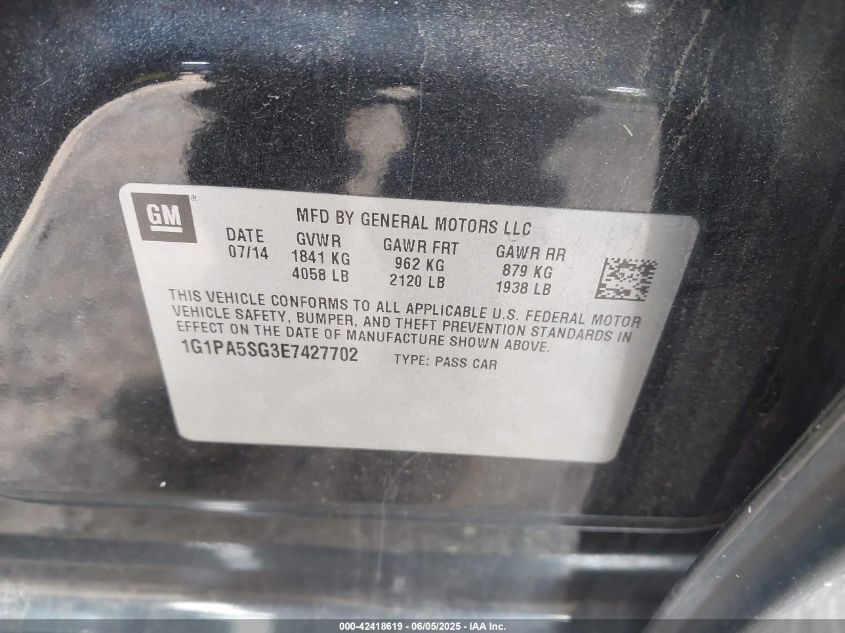 GM ®
MFD BY GENERAL MOTORS LLC
DATE GVWR GAWR FRT GAWR RR
07/14 1841 KG 962 KG 879 KG
4058 LB 2120 LB 1938 LB
THIS VEHICLE CONFORMS TO ALL APPLICABLE U.S. FEDERAL MOTOR
VEHICLE SAFETY, BUMPER, AND THEFT PREVENTION STANDARDS IN
EFFECT ON THE DATE OF MANUFACTURE SHOWN ABOVE.
1G1PA5SG3E7427702 TYPE: PASS CAR
000-42418619 - 06/05/2025 - IAA Inc.